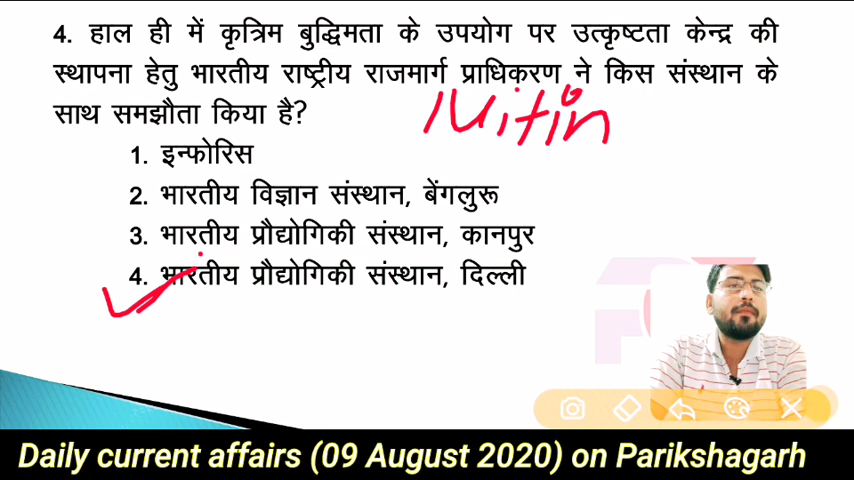 4. हाल ही में कृत्रिम बुद्धिमता के उपयोग पर उत्कृष्टता केन्द्र की
स्थापना हेतु भारतीय राष्ट्रीय राजमार्ग प्राधिकरण ने किस संस्थान के
साथ समझौता किया है?
Nitin
1. इन्फोरिस
2. भारतीय विज्ञान संस्थान, बेंगलुरू
3. भारतीय प्रौद्योगिकी संस्थान, कानपुर
4. भारतीय प्रौद्योगिकी संस्थान, दिल्ली
Daily current affairs (09 August 2020) on Parikshagarh